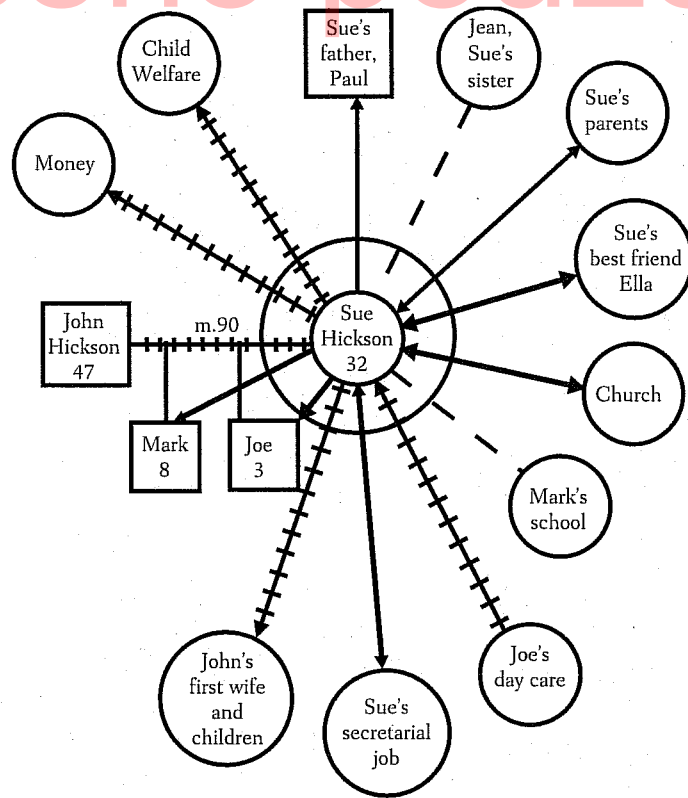 Child
Welfare
Sue's
father,
Paul
Jean,
Sue's
sister
Sue's
parents
Money
Sue's
best friend
Ella
John
Hickson
47
m.90
Sue
Hickson
32
Church
Mark
8
Joe
3
Mark's
school
John's
first wife
and
children
Sue's
secretarial
job
Joe's
day care